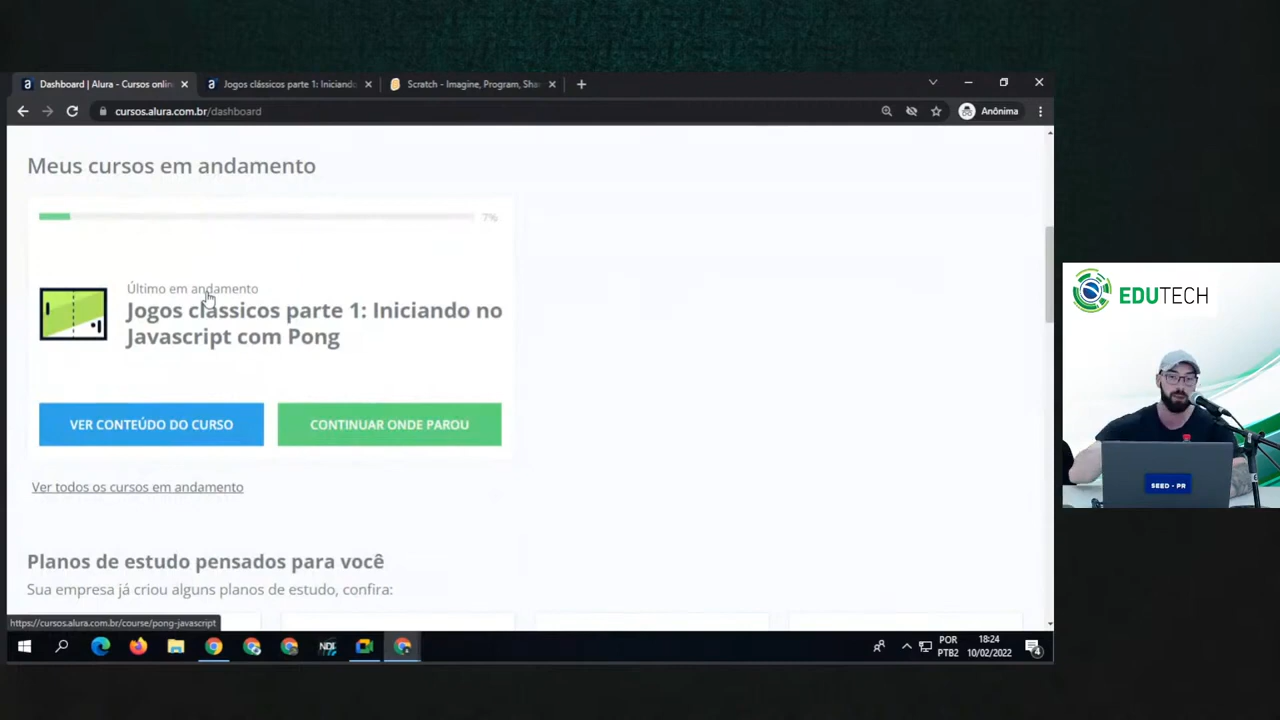 Dashboard | Alura - Cursos onlin
Jogos clássicos parte 1: Iniciand
Scratch - Imagine, Program, Sha
cursos.alura.com.br/dashboard
Anônima
Meus cursos em andamento
7%
Último em andamento
Jogos clássicos parte 1: Iniciando no
Javascript com Pong
VER CONTEÚDO DO CURSO
CONTINUAR ONDE PAROU
Ver todos os cursos em andamento
Planos de estudo pensados para você
Sua empresa já criou alguns planos de estudo, confira:
https://cursos.alura.com.br/course/pong-javascript
NDI
POR
PTB2
18:24
10/02/2022
4
EDUTECH
SEED - PR